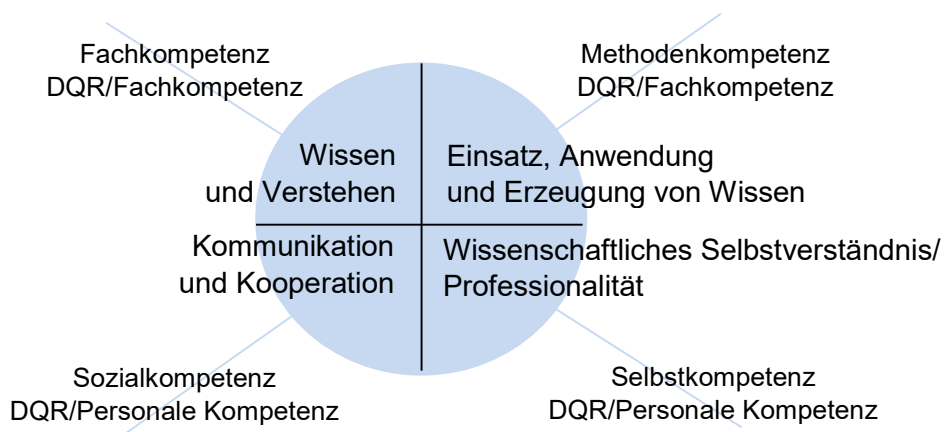 Fachkompetenz
DQR/Fachkompetenz
Methodenkompetenz
DQR/Fachkompetenz
Wissen
und Verstehen
Einsatz, Anwendung
und Erzeugung von Wissen
Kommunikation
und Kooperation
Wissenschaftliches Selbstverständnis/
Professionalität
Sozialkompetenz
DQR/Personale Kompetenz
Selbstkompetenz
DQR/Personale Kompetenz